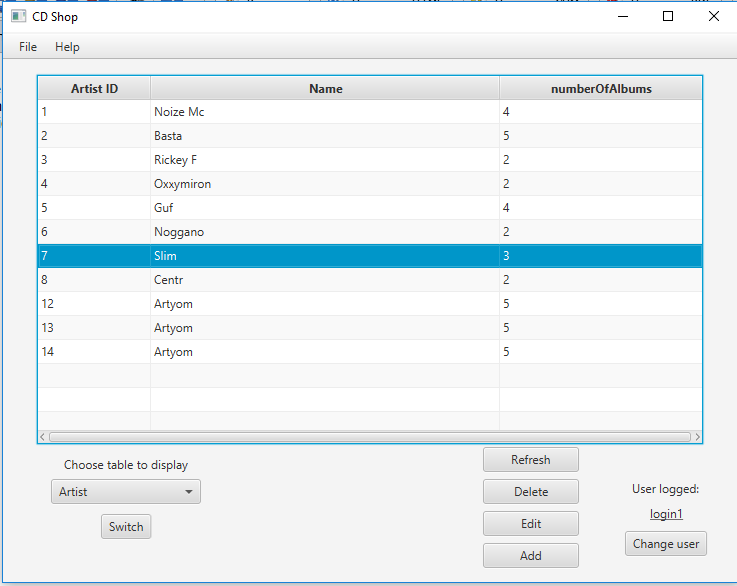 CD Shop
File Help
Artist ID Name numberOfAlbums
1 Noize Mc 4
2 Basta 5
3 Rickey F 2
4 Oxxymiron 2
5 Guf 4
6 Noggano 2
7 Slim 3
8 Centr 2
12 Artyom 5
13 Artyom 5
14 Artyom 5
Choose table to display
Artist
Switch
Refresh
Delete
Edit
Add
User logged:
login1
Change user